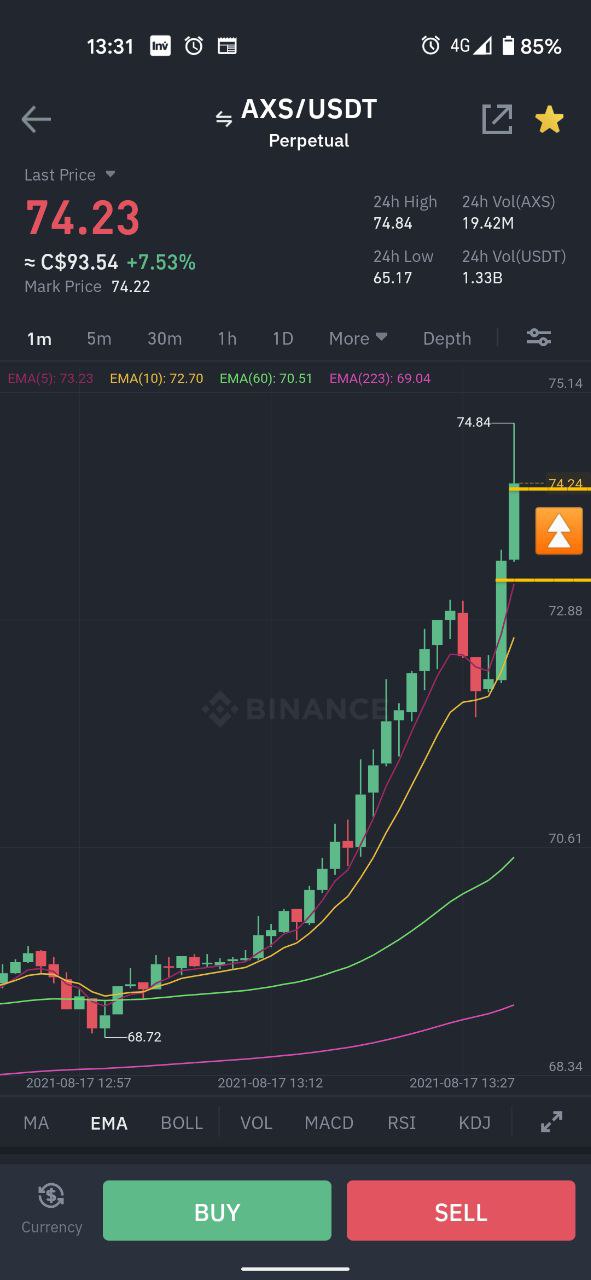 13:31 Inv 4G 85%
AXS/USDT
Perpetual
Last Price
74.23
≈ C$93.54 +7.53%
Mark Price 74.22
24h High
74.84
24h Vol(AXS)
19.42M
24h Low
65.17
24h Vol(USDT)
1.33B
1m 5m 30m 1h 1D More Depth
EMA(5): 73.23 EMA(10): 72.70 EMA(60): 70.51 EMA(223): 69.04
75.14
74.84
74.24
72.88
BINANCE
70.61
68.72
68.34
2021-08-17 12:57 2021-08-17 13:12 2021-08-17 13:27
MA EMA BOLL VOL MACD RSI KDJ
Currency
BUY
SELL